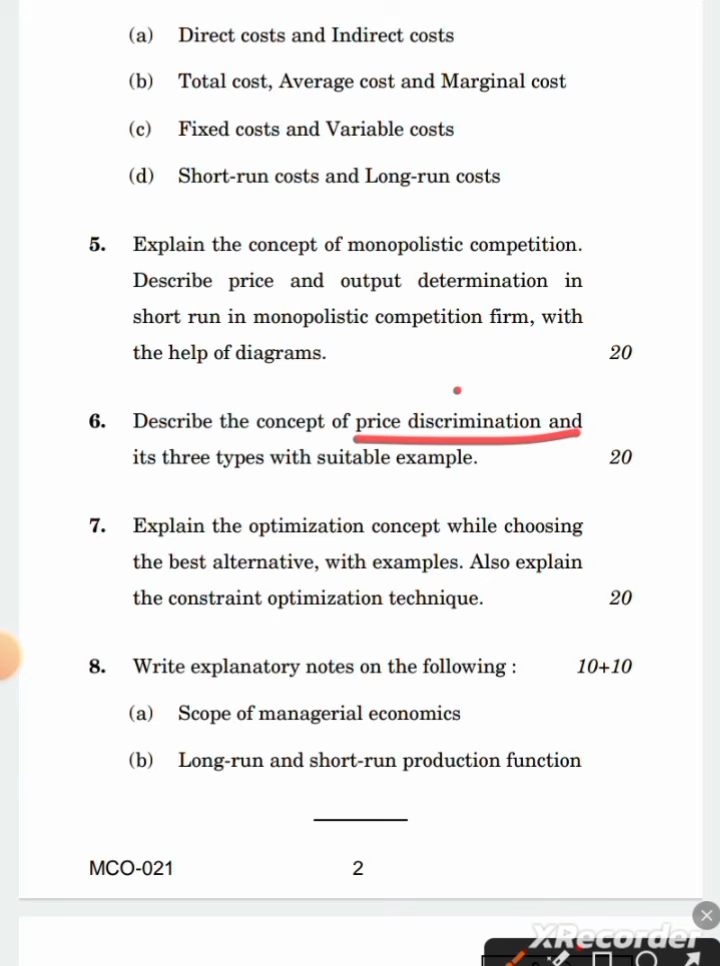 (a) Direct costs and Indirect costs
(b) Total cost, Average cost and Marginal cost
(c) Fixed costs and Variable costs
(d) Short-run costs and Long-run costs
5. Explain the concept of monopolistic competition.
Describe price and output determination in
short run in monopolistic competition firm, with
the help of diagrams. 20
6. Describe the concept of price discrimination and
its three types with suitable example. 20
7. Explain the optimization concept while choosing
the best alternative, with examples. Also explain
the constraint optimization technique. 20
8. Write explanatory notes on the following : 10+10
(a) Scope of managerial economics
(b) Long-run and short-run production function
MCO-021 2
XRecorder